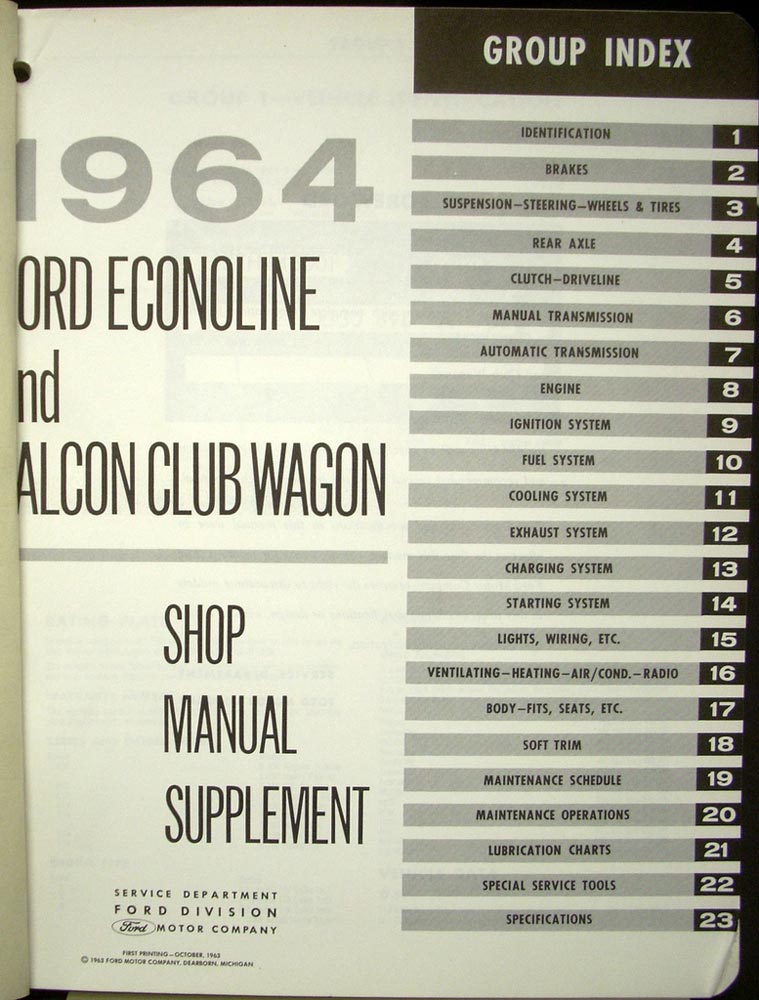 1964
ORD ECONOLINE
nd
ALCON CLUB WAGON
SHOP
MANUAL
SUPPLEMENT
SERVICE DEPARTMENT
FORD DIVISION
Ford MOTOR COMPANY
FIRST PRINTING—OCTOBER, 1963
© 1963 FORD MOTOR COMPANY, DEARBORN, MICHIGAN
GROUP INDEX
IDENTIFICATION 1
BRAKES 2
SUSPENSION—STEERING—WHEELS & TIRES 3
REAR AXLE 4
CLUTCH—DRIVELINE 5
MANUAL TRANSMISSION 6
AUTOMATIC TRANSMISSION 7
ENGINE 8
IGNITION SYSTEM 9
FUEL SYSTEM 10
COOLING SYSTEM 11
EXHAUST SYSTEM 12
CHARGING SYSTEM 13
STARTING SYSTEM 14
LIGHTS, WIRING, ETC. 15
VENTILATING—HEATING—AIR/COND.—RADIO 16
BODY—FITS, SEATS, ETC. 17
SOFT TRIM 18
MAINTENANCE SCHEDULE 19
MAINTENANCE OPERATIONS 20
LUBRICATION CHARTS 21
SPECIAL SERVICE TOOLS 22
SPECIFICATIONS 23